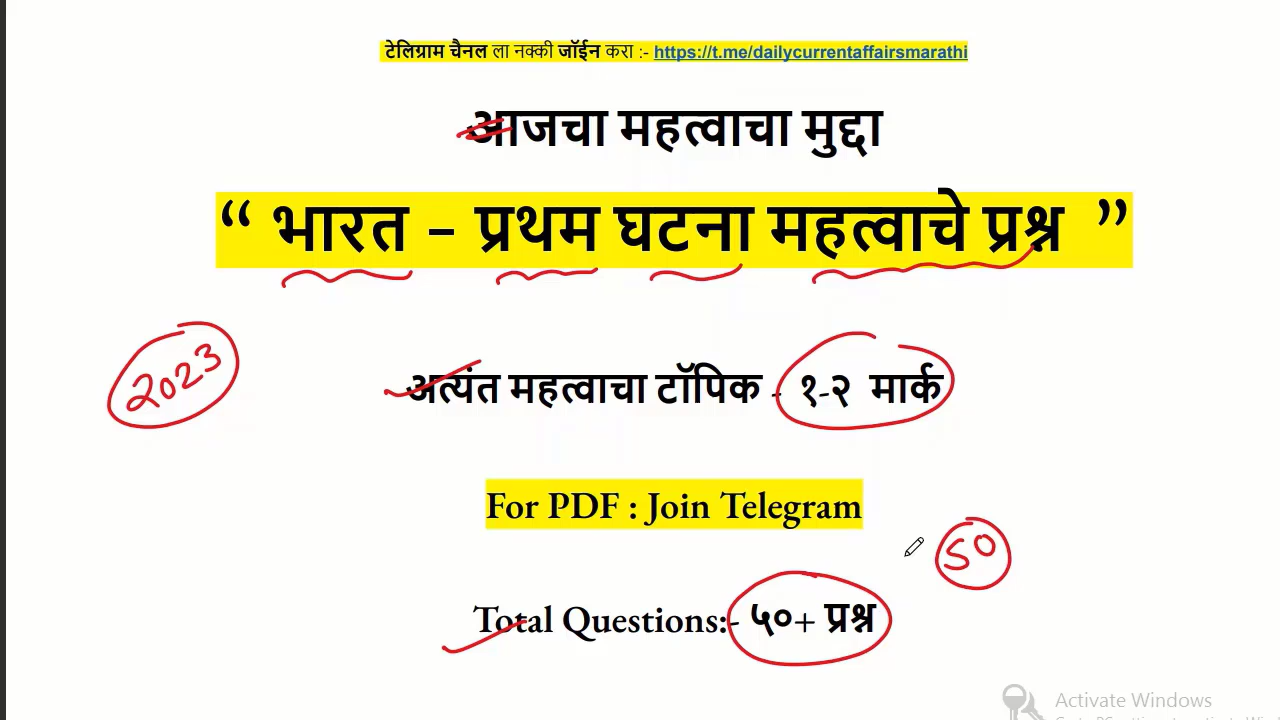 टेलिग्राम चैनल ला नक्की जॉईन करा :- https://t.me/dailycurrentaffairsmarathi
आजचा महत्वाचा मुद्दा
“ भारत – प्रथम घटना महत्वाचे प्रश्न ”
2023
अत्यंत महत्वाचा टॉपिक - १-२ मार्क
For PDF : Join Telegram
50
Total Questions:- ५०+ प्रश्न
Activate Windows